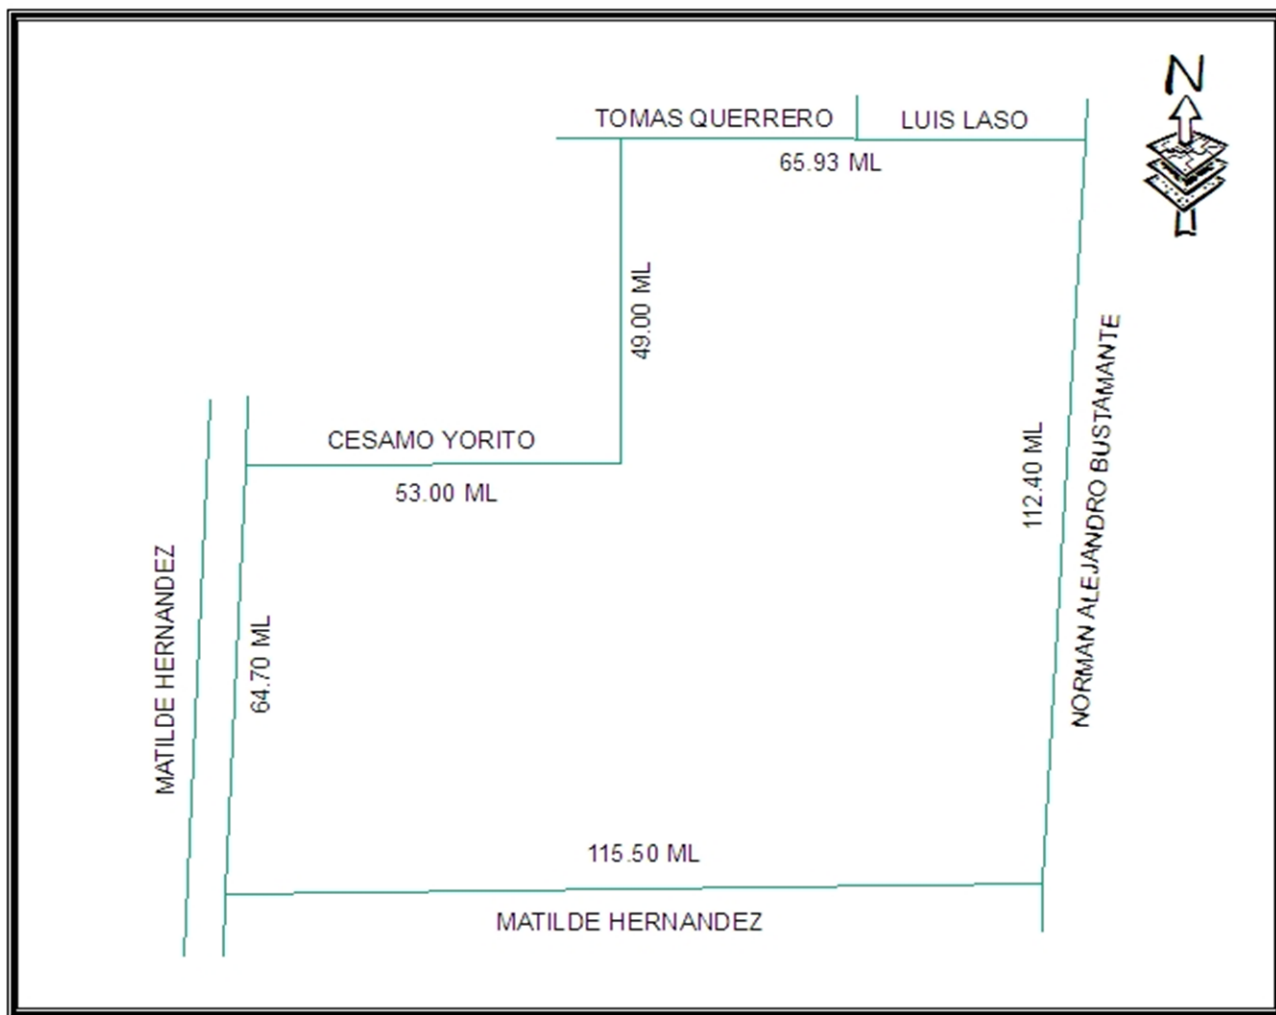 N
TOMAS QUERRERO
LUIS LASO
65.93 ML
49.00 ML
CESAMO YORITO
53.00 ML
112.40 ML
NORMAN ALEJANDRO BUSTAMANTE
MATILDE HERNANDEZ
64.70 ML
115.50 ML
MATILDE HERNANDEZ